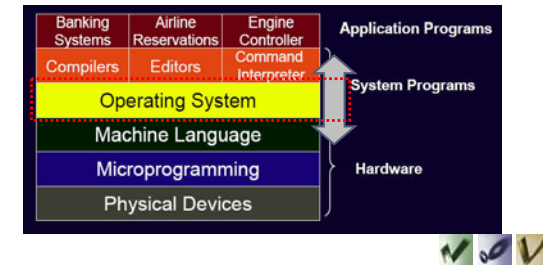 Banking Systems
Airline Reservations
Engine Controller
Application Programs
Compilers
Editors
Command Interpreter
System Programs
Operating System
Machine Language
Microprogramming
Hardware
Physical Devices